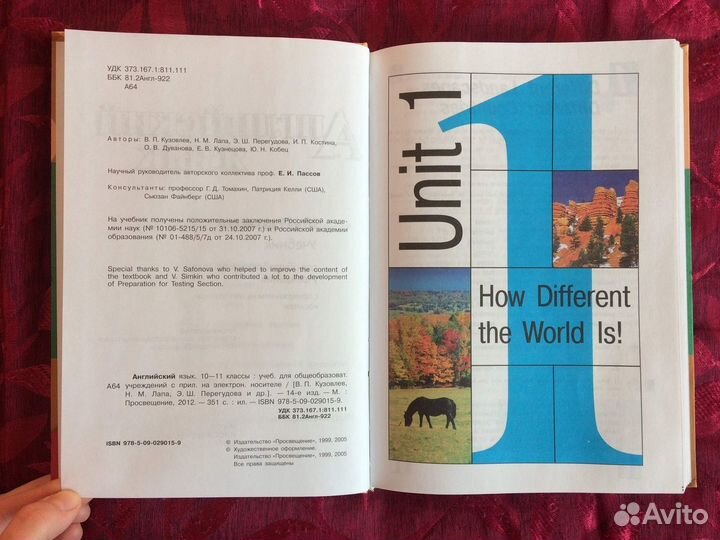 УДК 373.167.1:811.111
ББК 81.2Англ-922
А64
Авторы: В. П. Кузовлев, Н. М. Лапа, Э. Ш. Перегудова, И. П. Костина,
О. В. Дуванова, Е. В. Кузнецова, Ю. Н. Кобец
Научный руководитель авторского коллектива проф. Е. И. Пассов
Консультанты: профессор Г. Д. Томахин, Патриция Келли (США),
Сьюзан Файнберг (США)
На учебник получены положительные заключения Российской акаде-
мии наук (№ 10106-5215/15 от 31.10.2007 г.) и Российской академии
образования (№ 01-488/5/7д от 24.10.2007 г.).
Special thanks to V. Safonova who helped to improve the content of
the textbook and V. Simkin who contributed a lot to the development
of Preparation for Testing Section.
Английский язык. 10—11 классы : учеб. для общеобразоват.
А64 учреждений с прил. на электрон. носителе / [В. П. Кузовлев,
Н. М. Лапа, Э. Ш. Перегудова и др.]. — 14-е изд. — М. :
Просвещение, 2012. — 351 с. : ил. — ISBN 978-5-09-029015-9.
УДК 373.167.1:811.111
ББК 81.2Англ-922
ISBN 978-5-09-029015-9
© Издательство «Просвещение», 1999, 2005
© Художественное оформление.
Издательство «Просвещение», 1999, 2005
Все права защищены
Unit 1
1
How Different
the World Is!
Avito